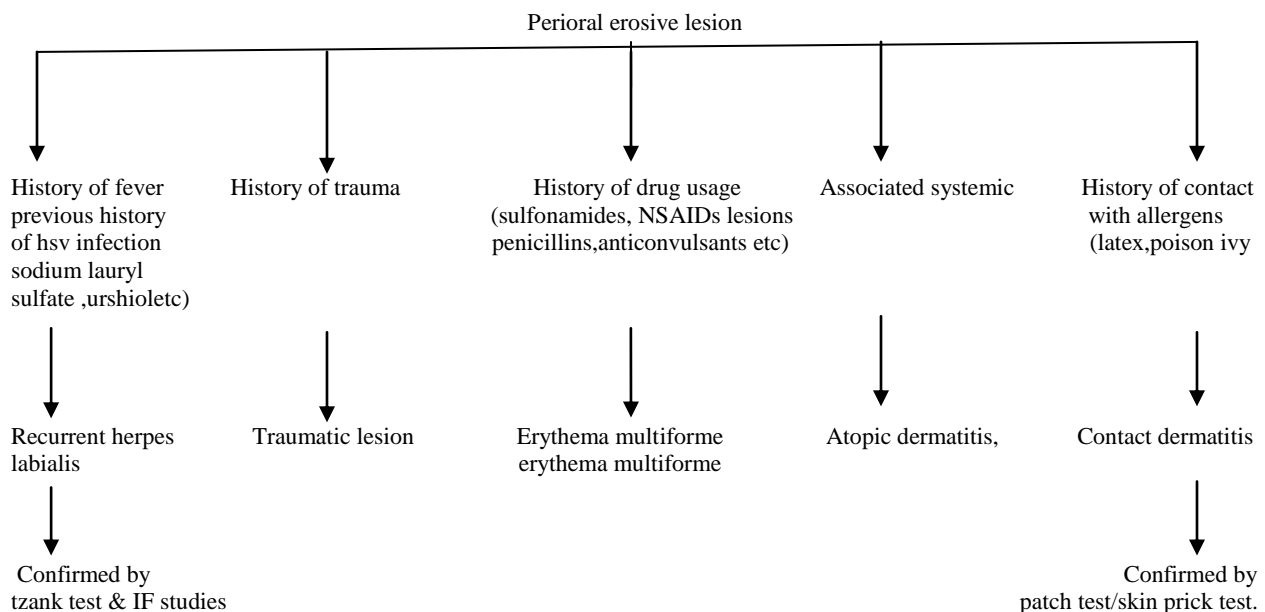 Perioral erosive lesion
History of fever
previous history
of hsv infection
sodium lauryl
sulfate ,urshioletc)
History of trauma
History of drug usage
(sulfonamides, NSAIDs lesions
penicillins,anticonvulsants etc)
Associated systemic
History of contact
with allergens
(latex,poison ivy
Recurrent herpes
labialis
Traumatic lesion
Erythema multiforme
erythema multiforme
Atopic dermatitis,
Contact dermatitis
Confirmed by
tzank test & IF studies
Confirmed by
patch test/skin prick test.